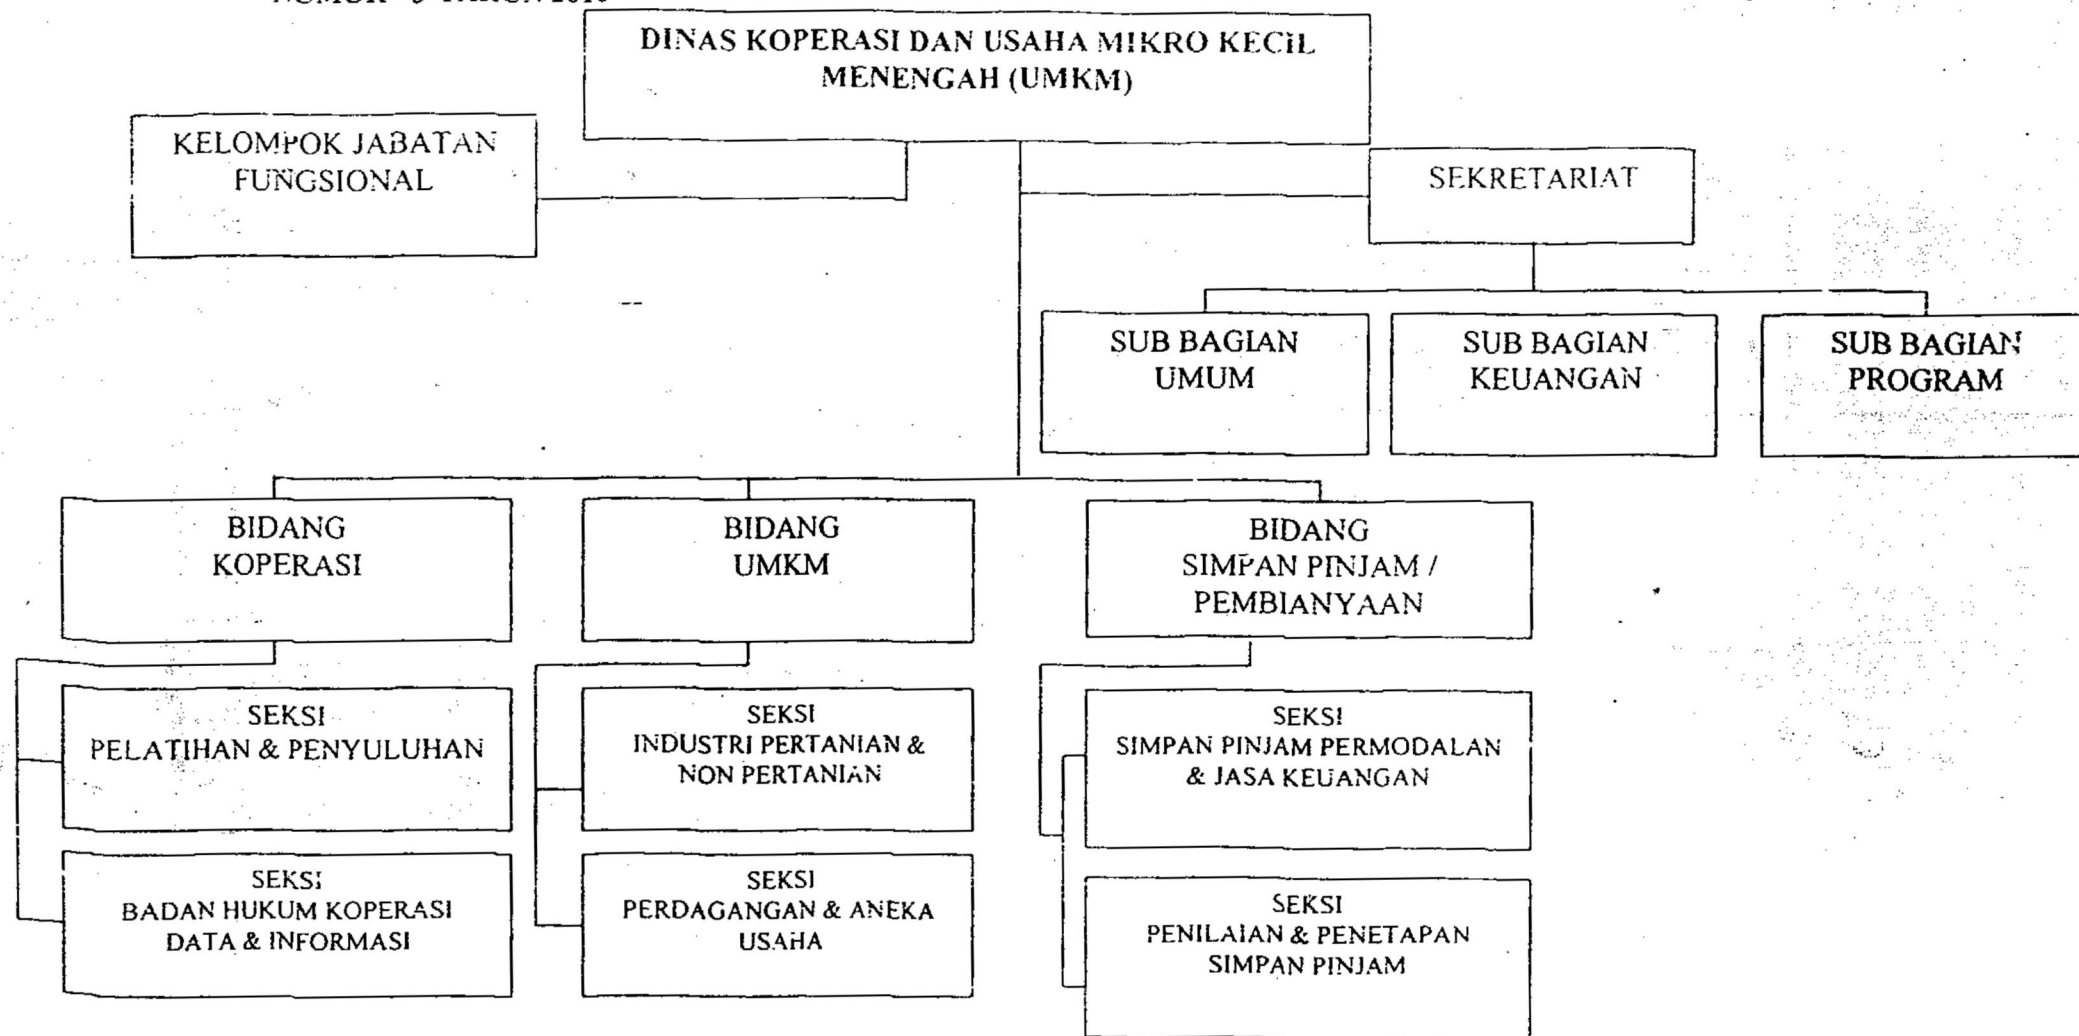 TAHUN
DINAS KOPERASI DAN USAHA MIKRO KECIL
MENENGAH (UMKM)
KELOMPOK JABATAN
FUNGSIONAL
SEKRETARIAT
SUB BAGIAN
UMUM
SUB BAGIAN
KEUANGAN
SUB BAGIAN
PROGRAM
BIDANG
KOPERASI
BIDANG
UMKM
BIDANG
SIMPAN PINJAM /
PEMBIANYAAN
SEKSI
PELATIHAN & PENYULUHAN
SEKSI
INDUSTRI PERTANIAN &
NON PERTANIAN
SEKSI
SIMPAN PINJAM PERMODALAN
& JASA KEUANGAN
SEKSI
BADAN HUKUM KOPERASI
DATA & INFORMASI
SEKSI
PERDAGANGAN & ANEKA
USAHA
SEKSI
PENILAIAN & PENETAPAN
SIMPAN PINJAM